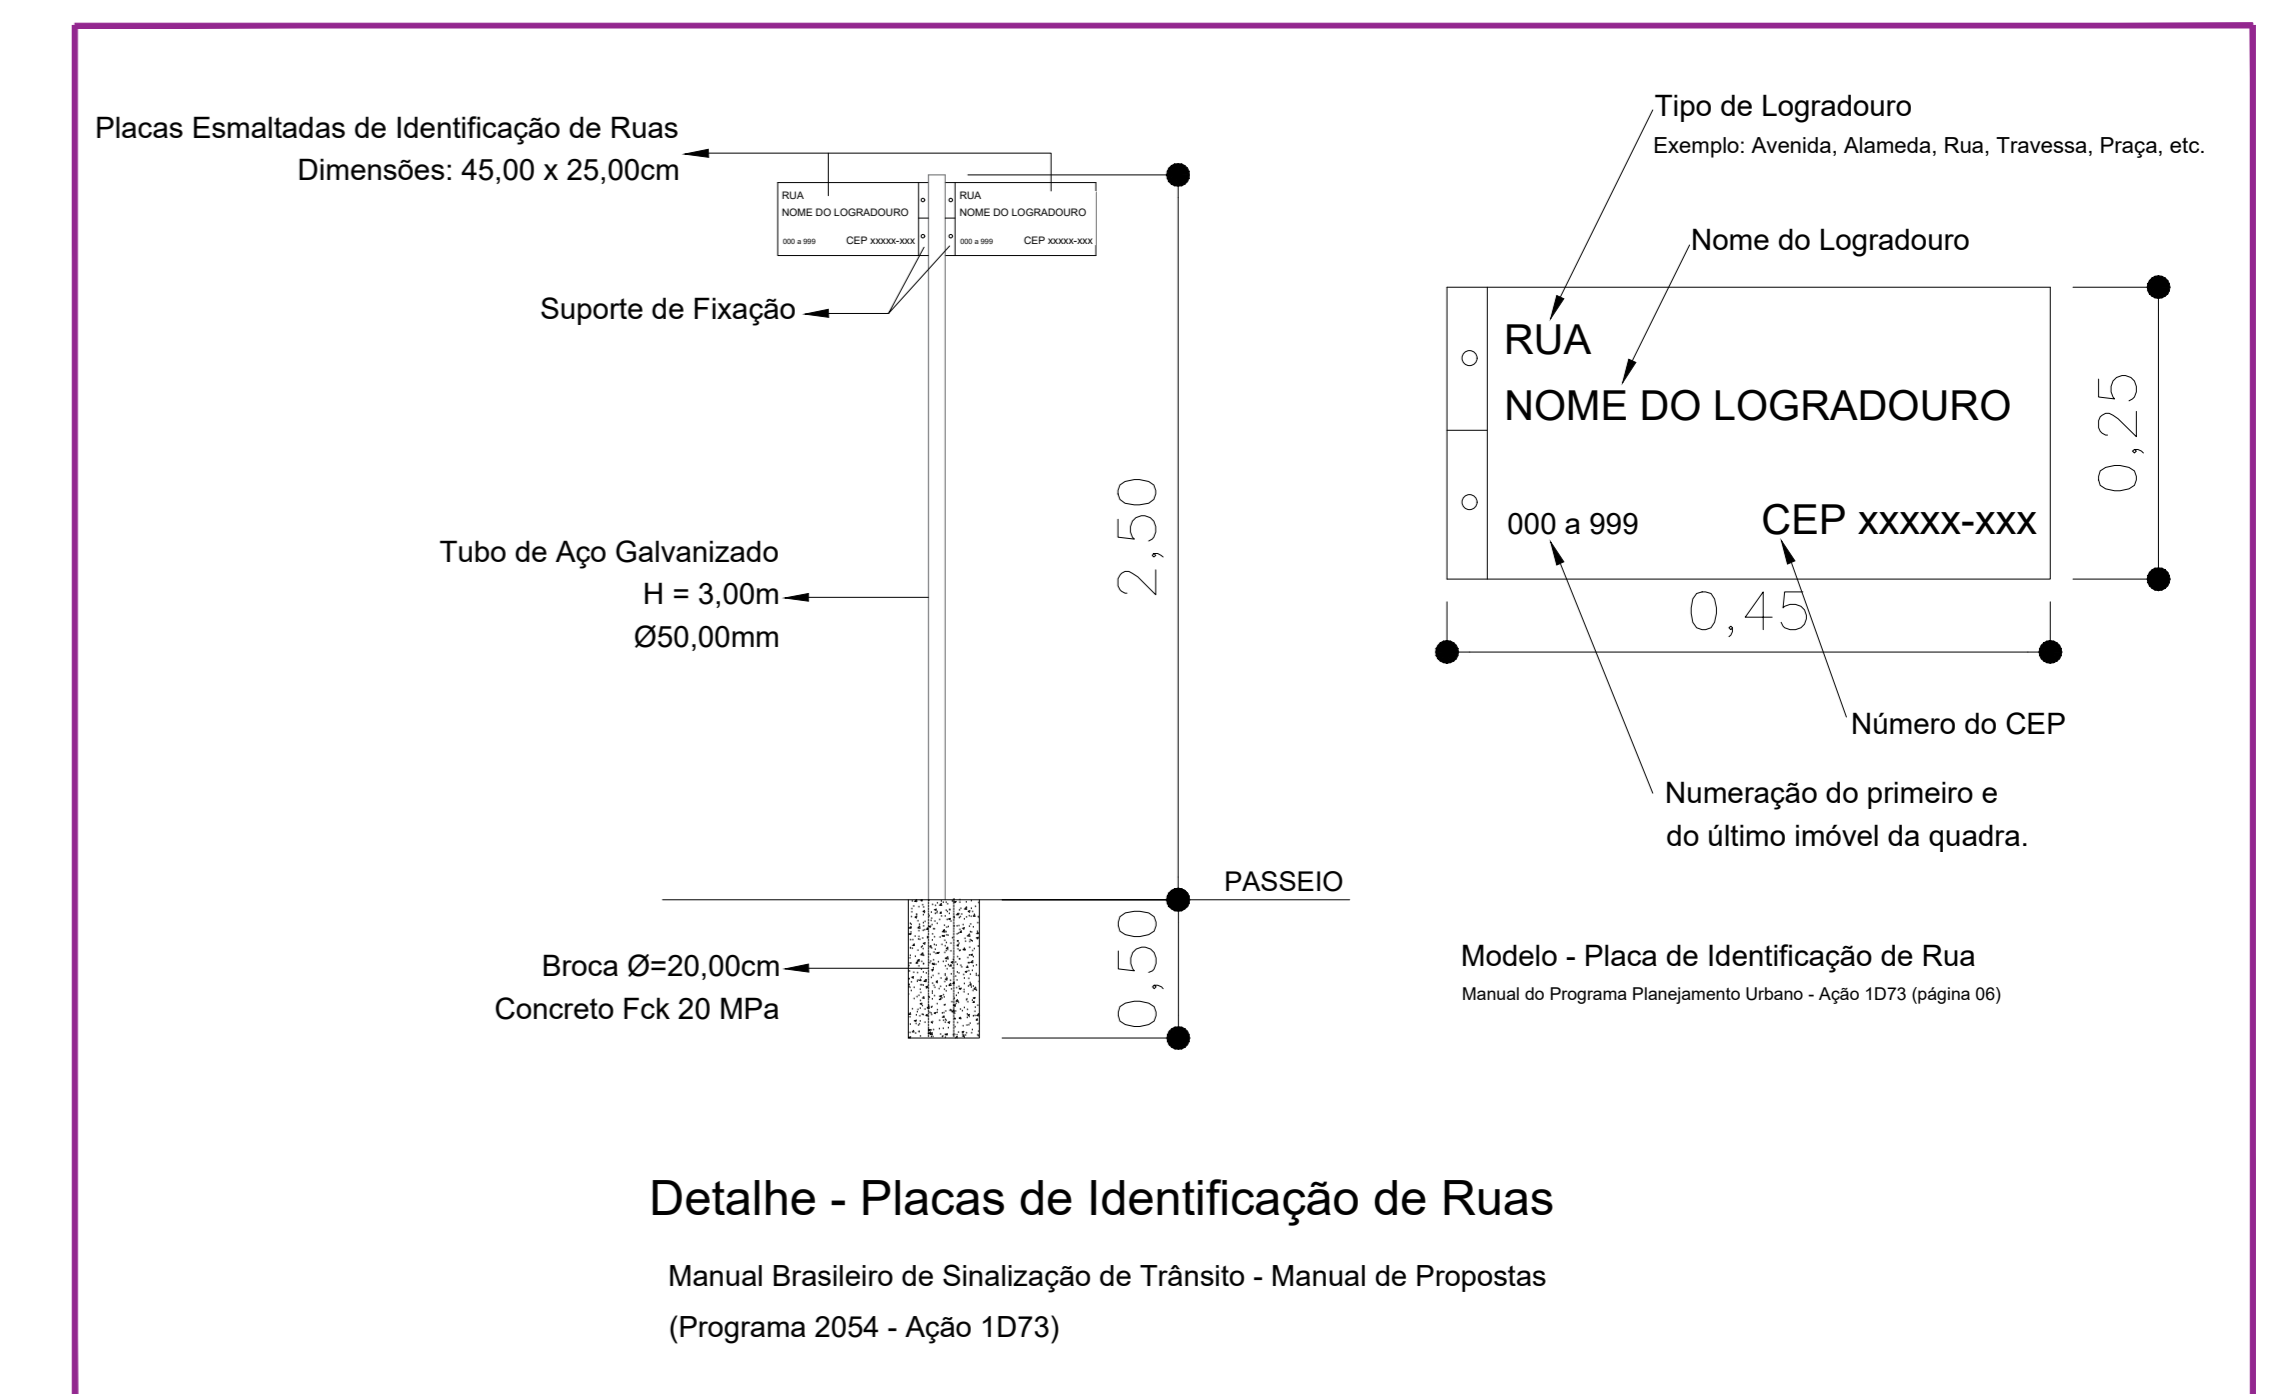 Placas Esmaltadas de Identificação de Ruas
Dimensões: 45,00 x 25,00cm
RUA
NOME DO LOGRADOURO
000 a 999 CEP xxxxx-xxx
RUA
NOME DO LOGRADOURO
000 a 999 CEP xxxxx-xxx
Suporte de Fixação
Tubo de Aço Galvanizado
H = 3,00m
Ø50,00mm
2,50
PASSEIO
Broca Ø=20,00cm
Concreto Fck 20 MPa
0,50
Tipo de Logradouro
Exemplo: Avenida, Alameda, Rua, Travessa, Praça, etc.
Nome do Logradouro
RUA
NOME DO LOGRADOURO
000 a 999 CEP xxxxx-xxx
0,25
0,45
Número do CEP
Numeração do primeiro e
do último imóvel da quadra.
Modelo - Placa de Identificação de Rua
Manual do Programa Planejamento Urbano - Ação 1D73 (página 06)
Detalhe - Placas de Identificação de Ruas
Manual Brasileiro de Sinalização de Trânsito - Manual de Propostas
(Programa 2054 - Ação 1D73)